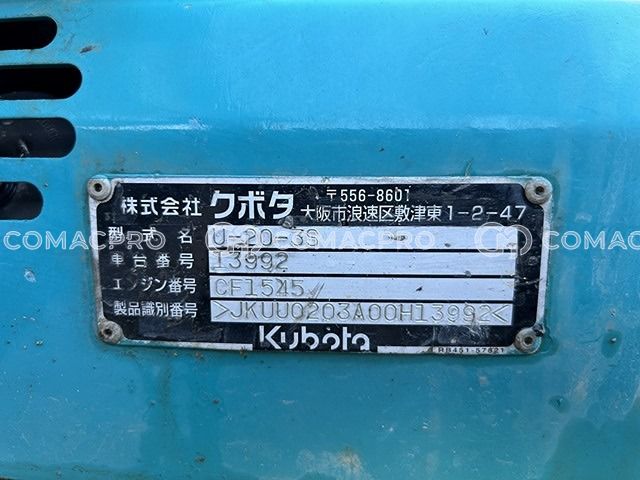 〒556-8601
株式会社 クボタ 大阪市浪速区敷津東1-2-47
型式名 U-20-3S
車台番号 13992
エンジン番号 CF1545
製品識別番号 >JKUU0203A00H13992<
Kubota
RB451-57821
COMACPRO COMACPRO COMACPRO